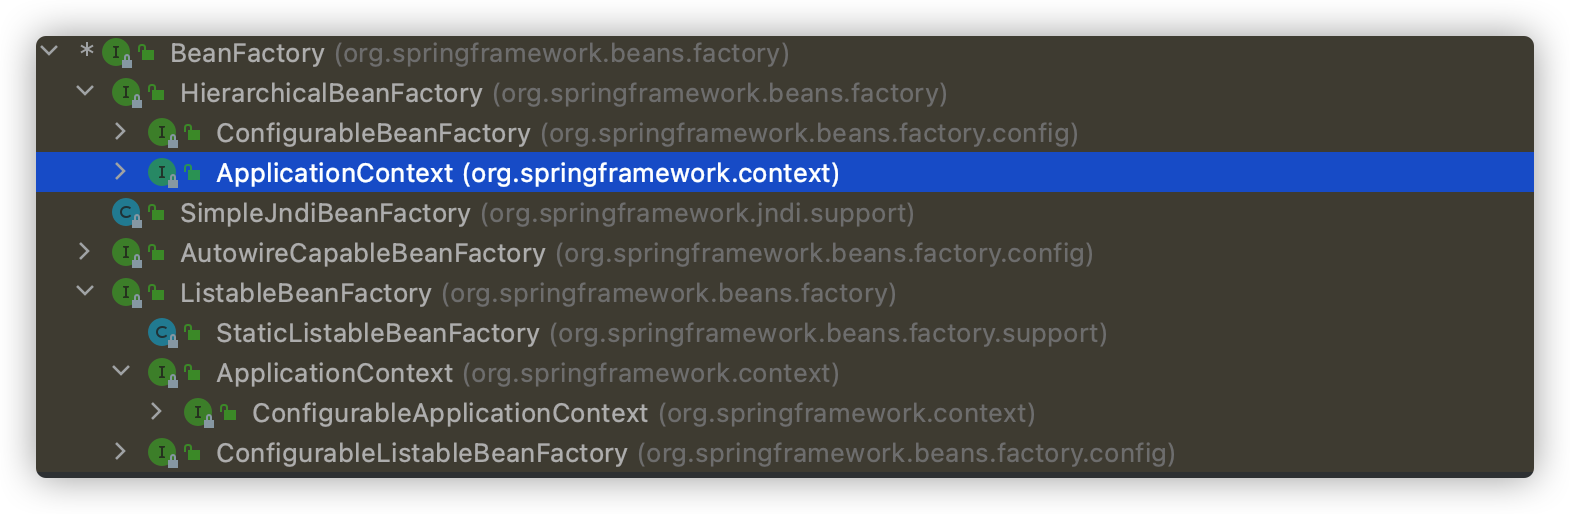 * I BeanFactory (org.springframework.beans.factory)
I HierarchicalBeanFactory (org.springframework.beans.factory)
I ConfigurableBeanFactory (org.springframework.beans.factory.config)
I ApplicationContext (org.springframework.context)
C SimpleJndiBeanFactory (org.springframework.jndi.support)
I AutowireCapableBeanFactory (org.springframework.beans.factory.config)
I ListableBeanFactory (org.springframework.beans.factory)
C StaticListableBeanFactory (org.springframework.beans.factory.support)
I ApplicationContext (org.springframework.context)
I ConfigurableApplicationContext (org.springframework.context)
I ConfigurableListableBeanFactory (org.springframework.beans.factory.config)